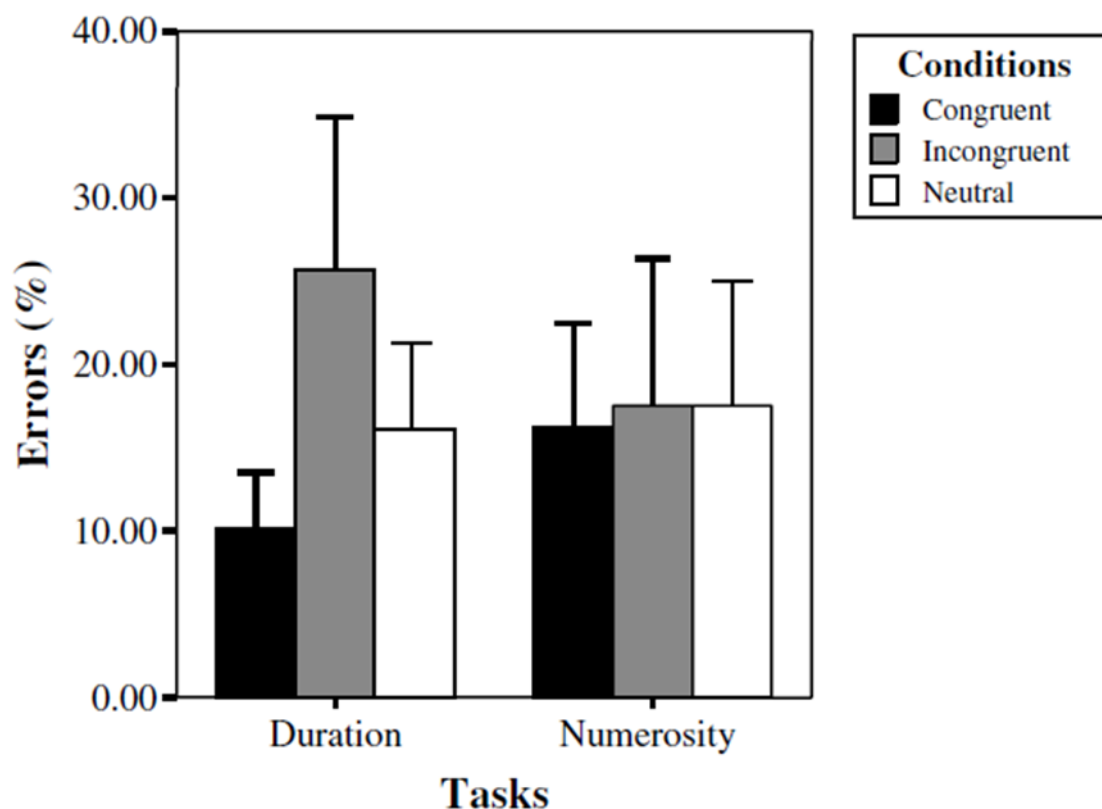 40.00
30.00
20.00
10.00
0.00
Errors (%)
Duration
Numerosity
Tasks
Conditions
Congruent
Incongruent
Neutral